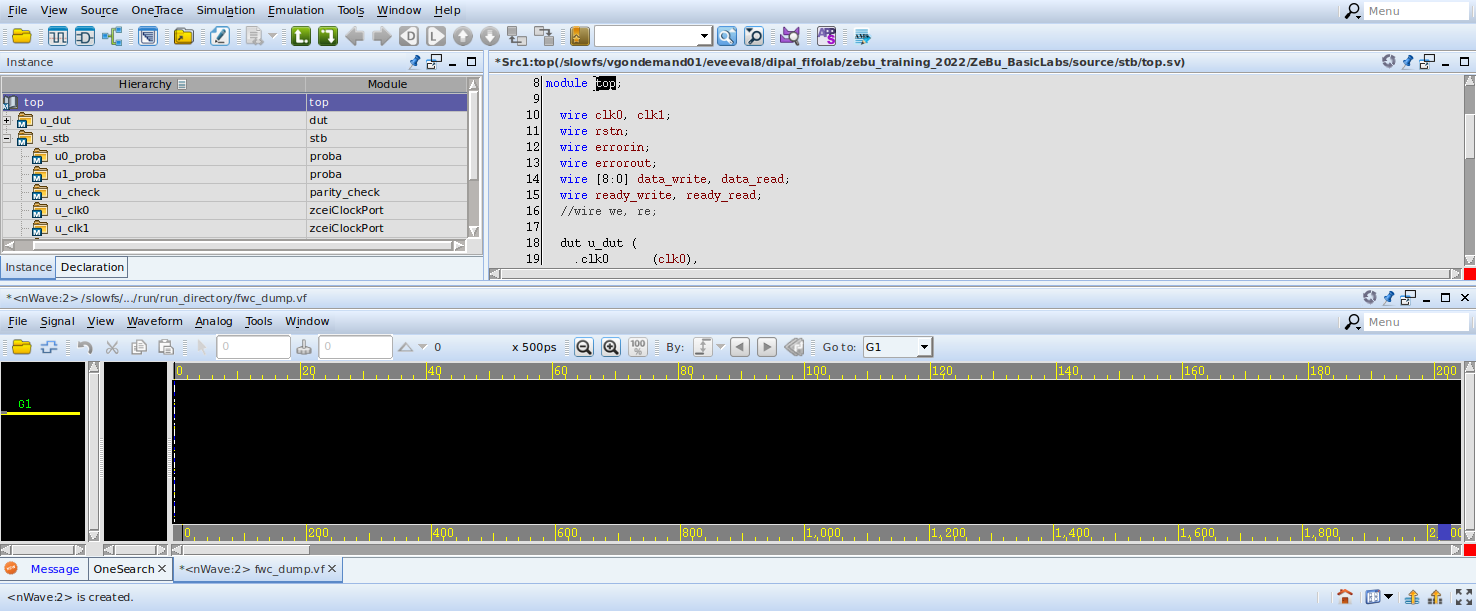 File View Source OneTrace Simulation Emulation Tools Window Help Menu
Instance
*Src1:top(/slowfs/vgondemand01/eveeval8/dipal_fifolab/zebu_training_2022/ZeBu_BasicLabs/source/stb/top.sv)
Hierarchy Module
top top
u_dut dut
u_stb stb
u0_proba proba
u1_proba proba
u_check parity_check
u_clk0 zceiClockPort
u_clk1 zceiClockPort
Instance Declaration
8 module top;
9
10 wire clk0, clk1;
11 wire rstn;
12 wire errorin;
13 wire errorout;
14 wire [8:0] data_write, data_read;
15 wire ready_write, ready_read;
16 //wire we, re;
17
18 dut u_dut (
19 .clk0 (clk0),
*<nWave:2> /slowfs/.../run/run_directory/fwc_dump.vf
File Signal View Waveform Analog Tools Window Menu
0 0 0 x 500ps 100 % By: Go to: G1
0 20 40 60 80 100 120 140 160 180 200
G1
0 200 400 600 800 1,000 1,200 1,400 1,600 1,800
Message OneSearch *<nWave:2> fwc_dump.vf
<nWave:2> is created.